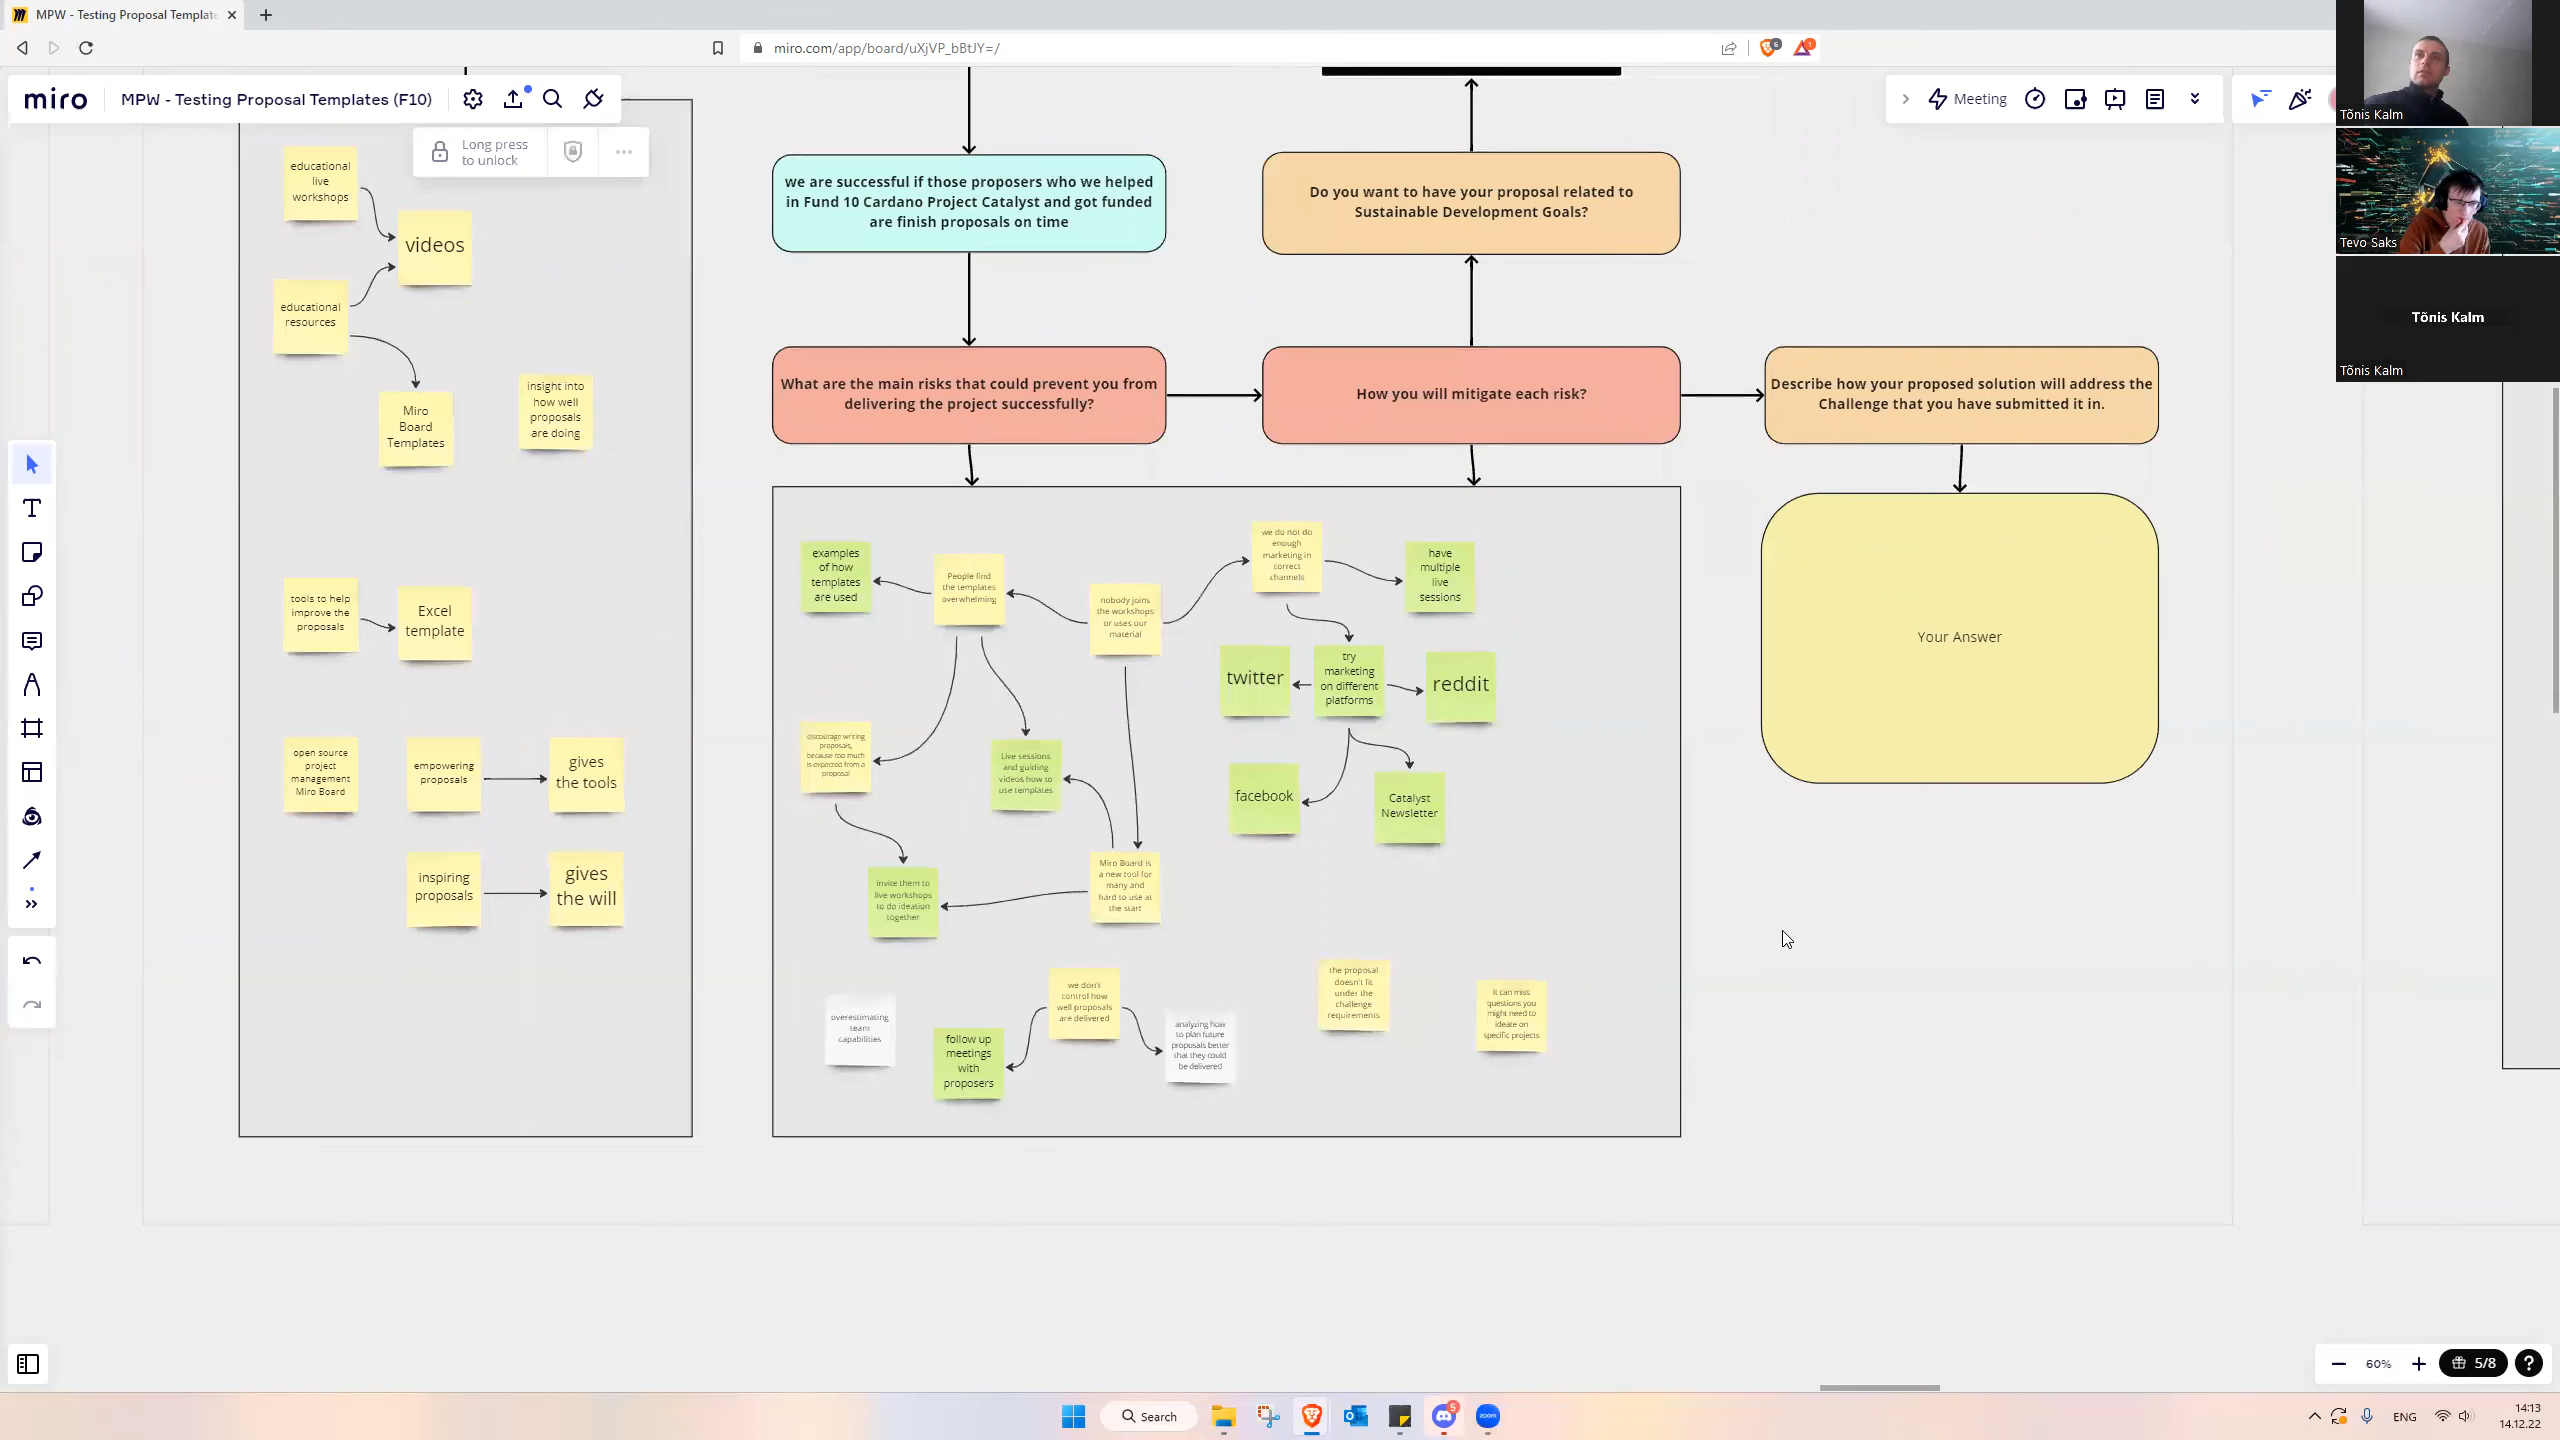 MPW - Testing Proposal Template
miro.com/app/board/uXjVP_bBtJY=/
6
1
miro
MPW - Testing Proposal Templates (F10)
Meeting
Long press
to unlock
Tõnis Kalm
Tevo Saks
Tõnis Kalm
Tõnis Kalm
educational
live
workshops
videos
educational
resources
Miro
Board
Templates
insight into
how well
proposals
are doing
tools to help
improve the
proposals
Excel
template
open source
project
management
Miro Board
empowering
proposals
gives
the tools
inspiring
proposals
gives
the will
we are successful if those proposers who we helped
in Fund 10 Cardano Project Catalyst and got funded
are finish proposals on time
Do you want to have your proposal related to
Sustainable Development Goals?
What are the main risks that could prevent you from
delivering the project successfully?
How you will mitigate each risk?
Describe how your proposed solution will address the
Challenge that you have submitted it in.
Your Answer
examples
of how
templates
are used
People find
the templates
overwhelming
nobody joins
the workshops
or uses our
material
we do not do
enough
marketing in
correct
channels
have
multiple
live
sessions
twitter
try
marketing
on different
platforms
reddit
facebook
Catalyst
Newsletter
discourage writing
proposals,
because too much
is expected from a
proposal
Live sessions
and guiding
videos how to
use templates
invite them to
live workshops
to do ideation
together
Miro Board is
a new tool for
many and
hard to use at
the start
overestimating
team
capabilities
follow up
meetings
with
proposers
we don't
control how
well proposals
are delivered
analyzing how
to plan future
proposals better
that they could
be delivered
the proposal
doesn't fit
under the
challenge
requirements
It can miss
questions you
might need to
ideate on
specific projects
60%
5/8
?
Search
5
zoom
ENG
14:13
14.12.22